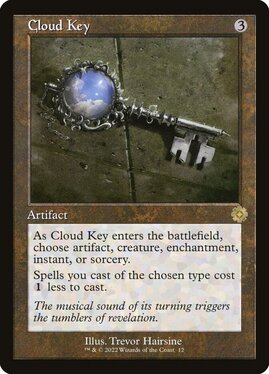 Cloud Key 3
Artifact
As Cloud Key enters the battlefield,
choose artifact, creature, enchantment,
instant, or sorcery.
Spells you cast of the chosen type cost
1 less to cast.
The musical sound of its turning triggers
the tumblers of revelation.
Illus. Trevor Hairsine
™ & © 2022 Wizards of the Coast 12